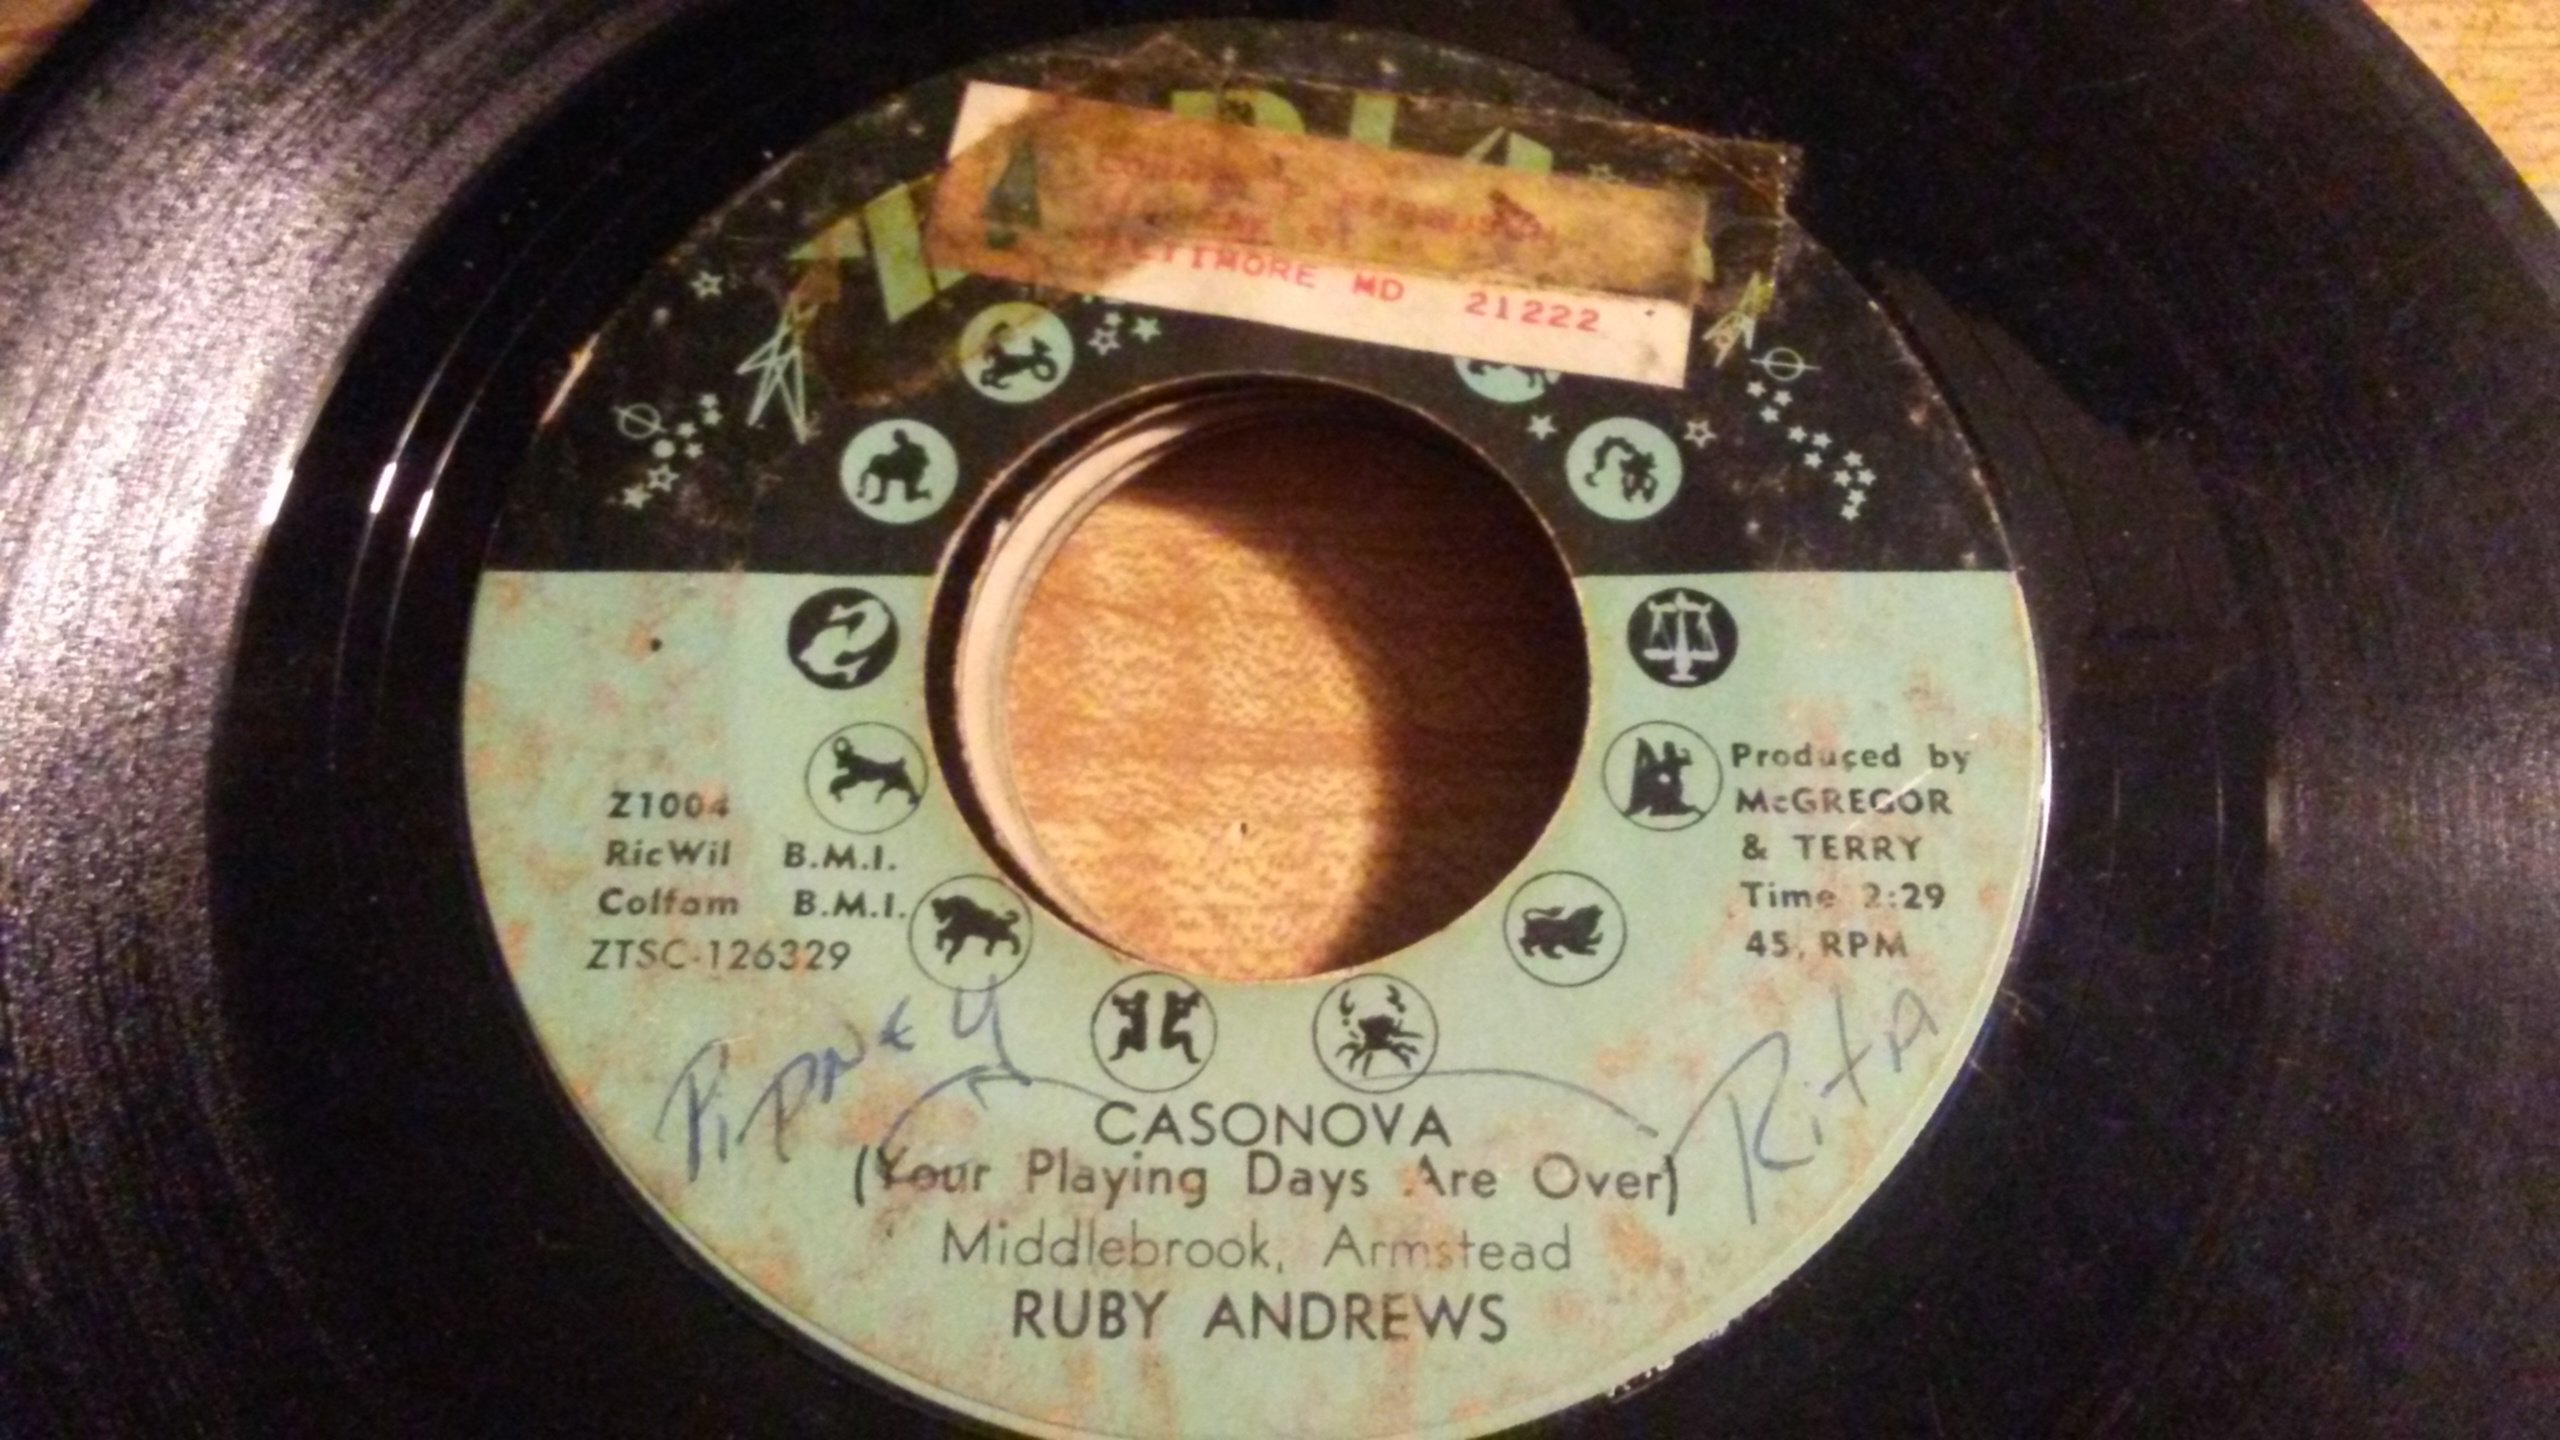 MD 21222
Z1004
RicWil B.M.I.
Colfam B.M.I.
ZTSC-126329
Produced by
McGREGOR
& TERRY
Time 2:29
45, RPM
Rita
CASONOVA
(Your Playing Days Are Over)
Middlebrook, Armstead
RUBY ANDREWS